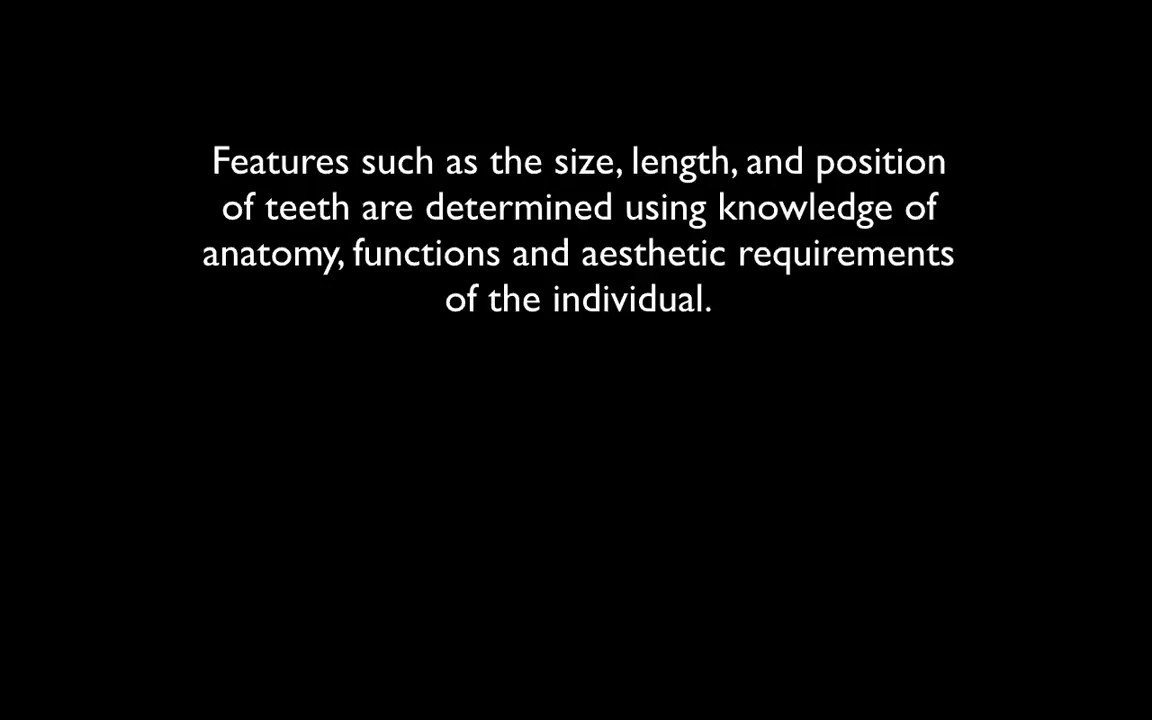 Features such as the size, length, and position
of teeth are determined using knowledge of
anatomy, functions and aesthetic requirements
of the individual.